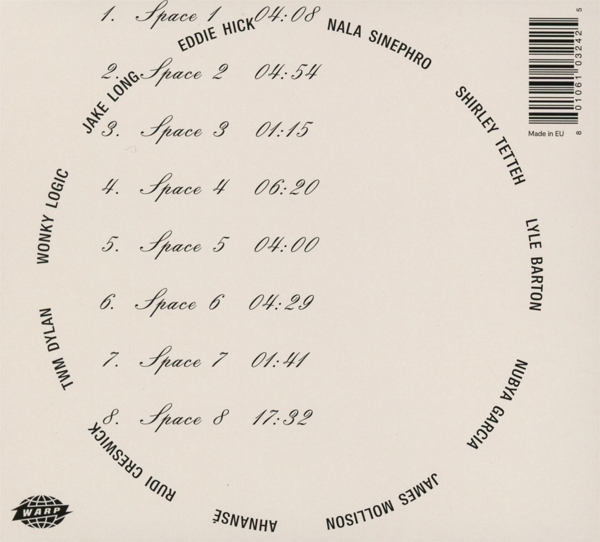 1. Space 1 04:08
2. Space 2 04:54
3. Space 3 01:15
4. Space 4 06:20
5. Space 5 04:00
6. Space 6 04:29
7. Space 7 01:41
8. Space 8 17:32
EDDIE HICK
NALA SINEPHRO
SHIRLEY TETTEH
LYLE BARTON
NUBYA GARCIA
JAMES MOLLISON
AHNANSÉ
RUDI CRESWICK
TWM DYLAN
WONKY LOGIC
JAKE LONG
8 01061 03242 5
Made in EU
WARP